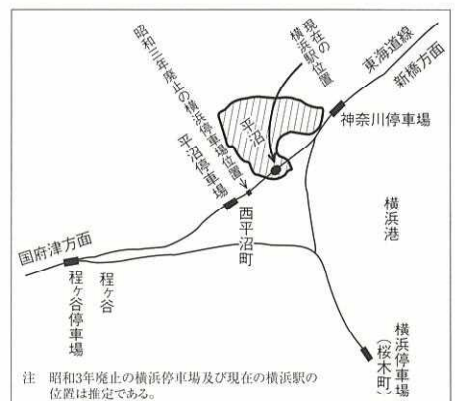 昭和三年廃止の横浜停車場位置
現在の
横浜駅位置
東海道線
新橋方面
神奈川停車場
平沼
平沼停車場
西平沼町
横浜港
国府津方面
程ヶ谷
程ヶ谷停車場
横浜停車場
(桜木町)
注 昭和3年廃止の横浜停車場及び現在の横浜駅の
位置は推定である。